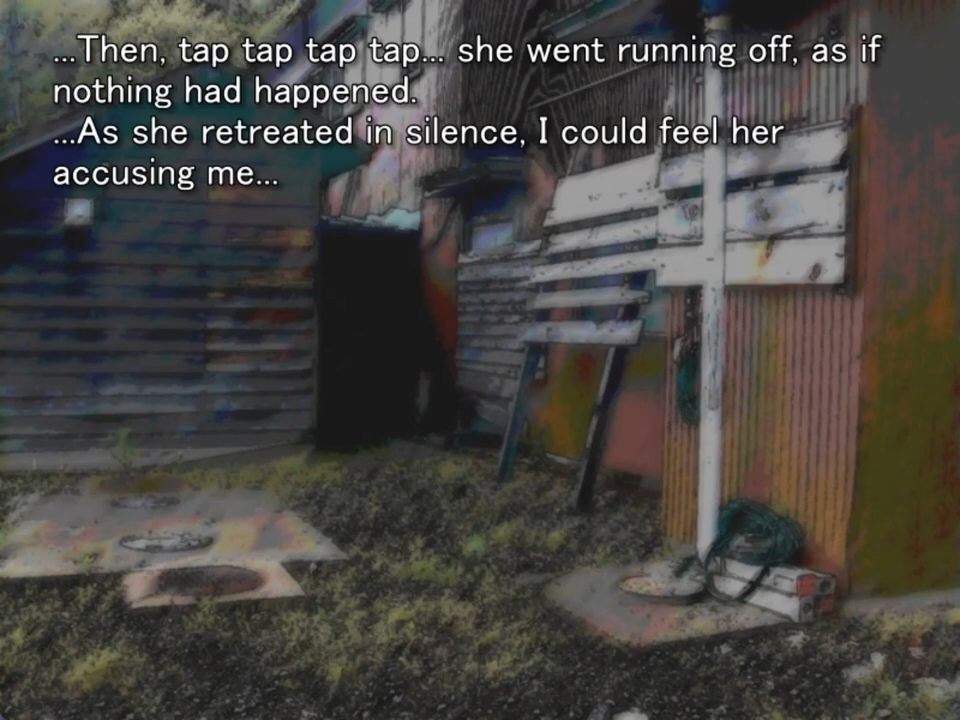 ...Then, tap tap tap tap... she went running off, as if
nothing had happened.
...As she retreated in silence, I could feel her
accusing me...